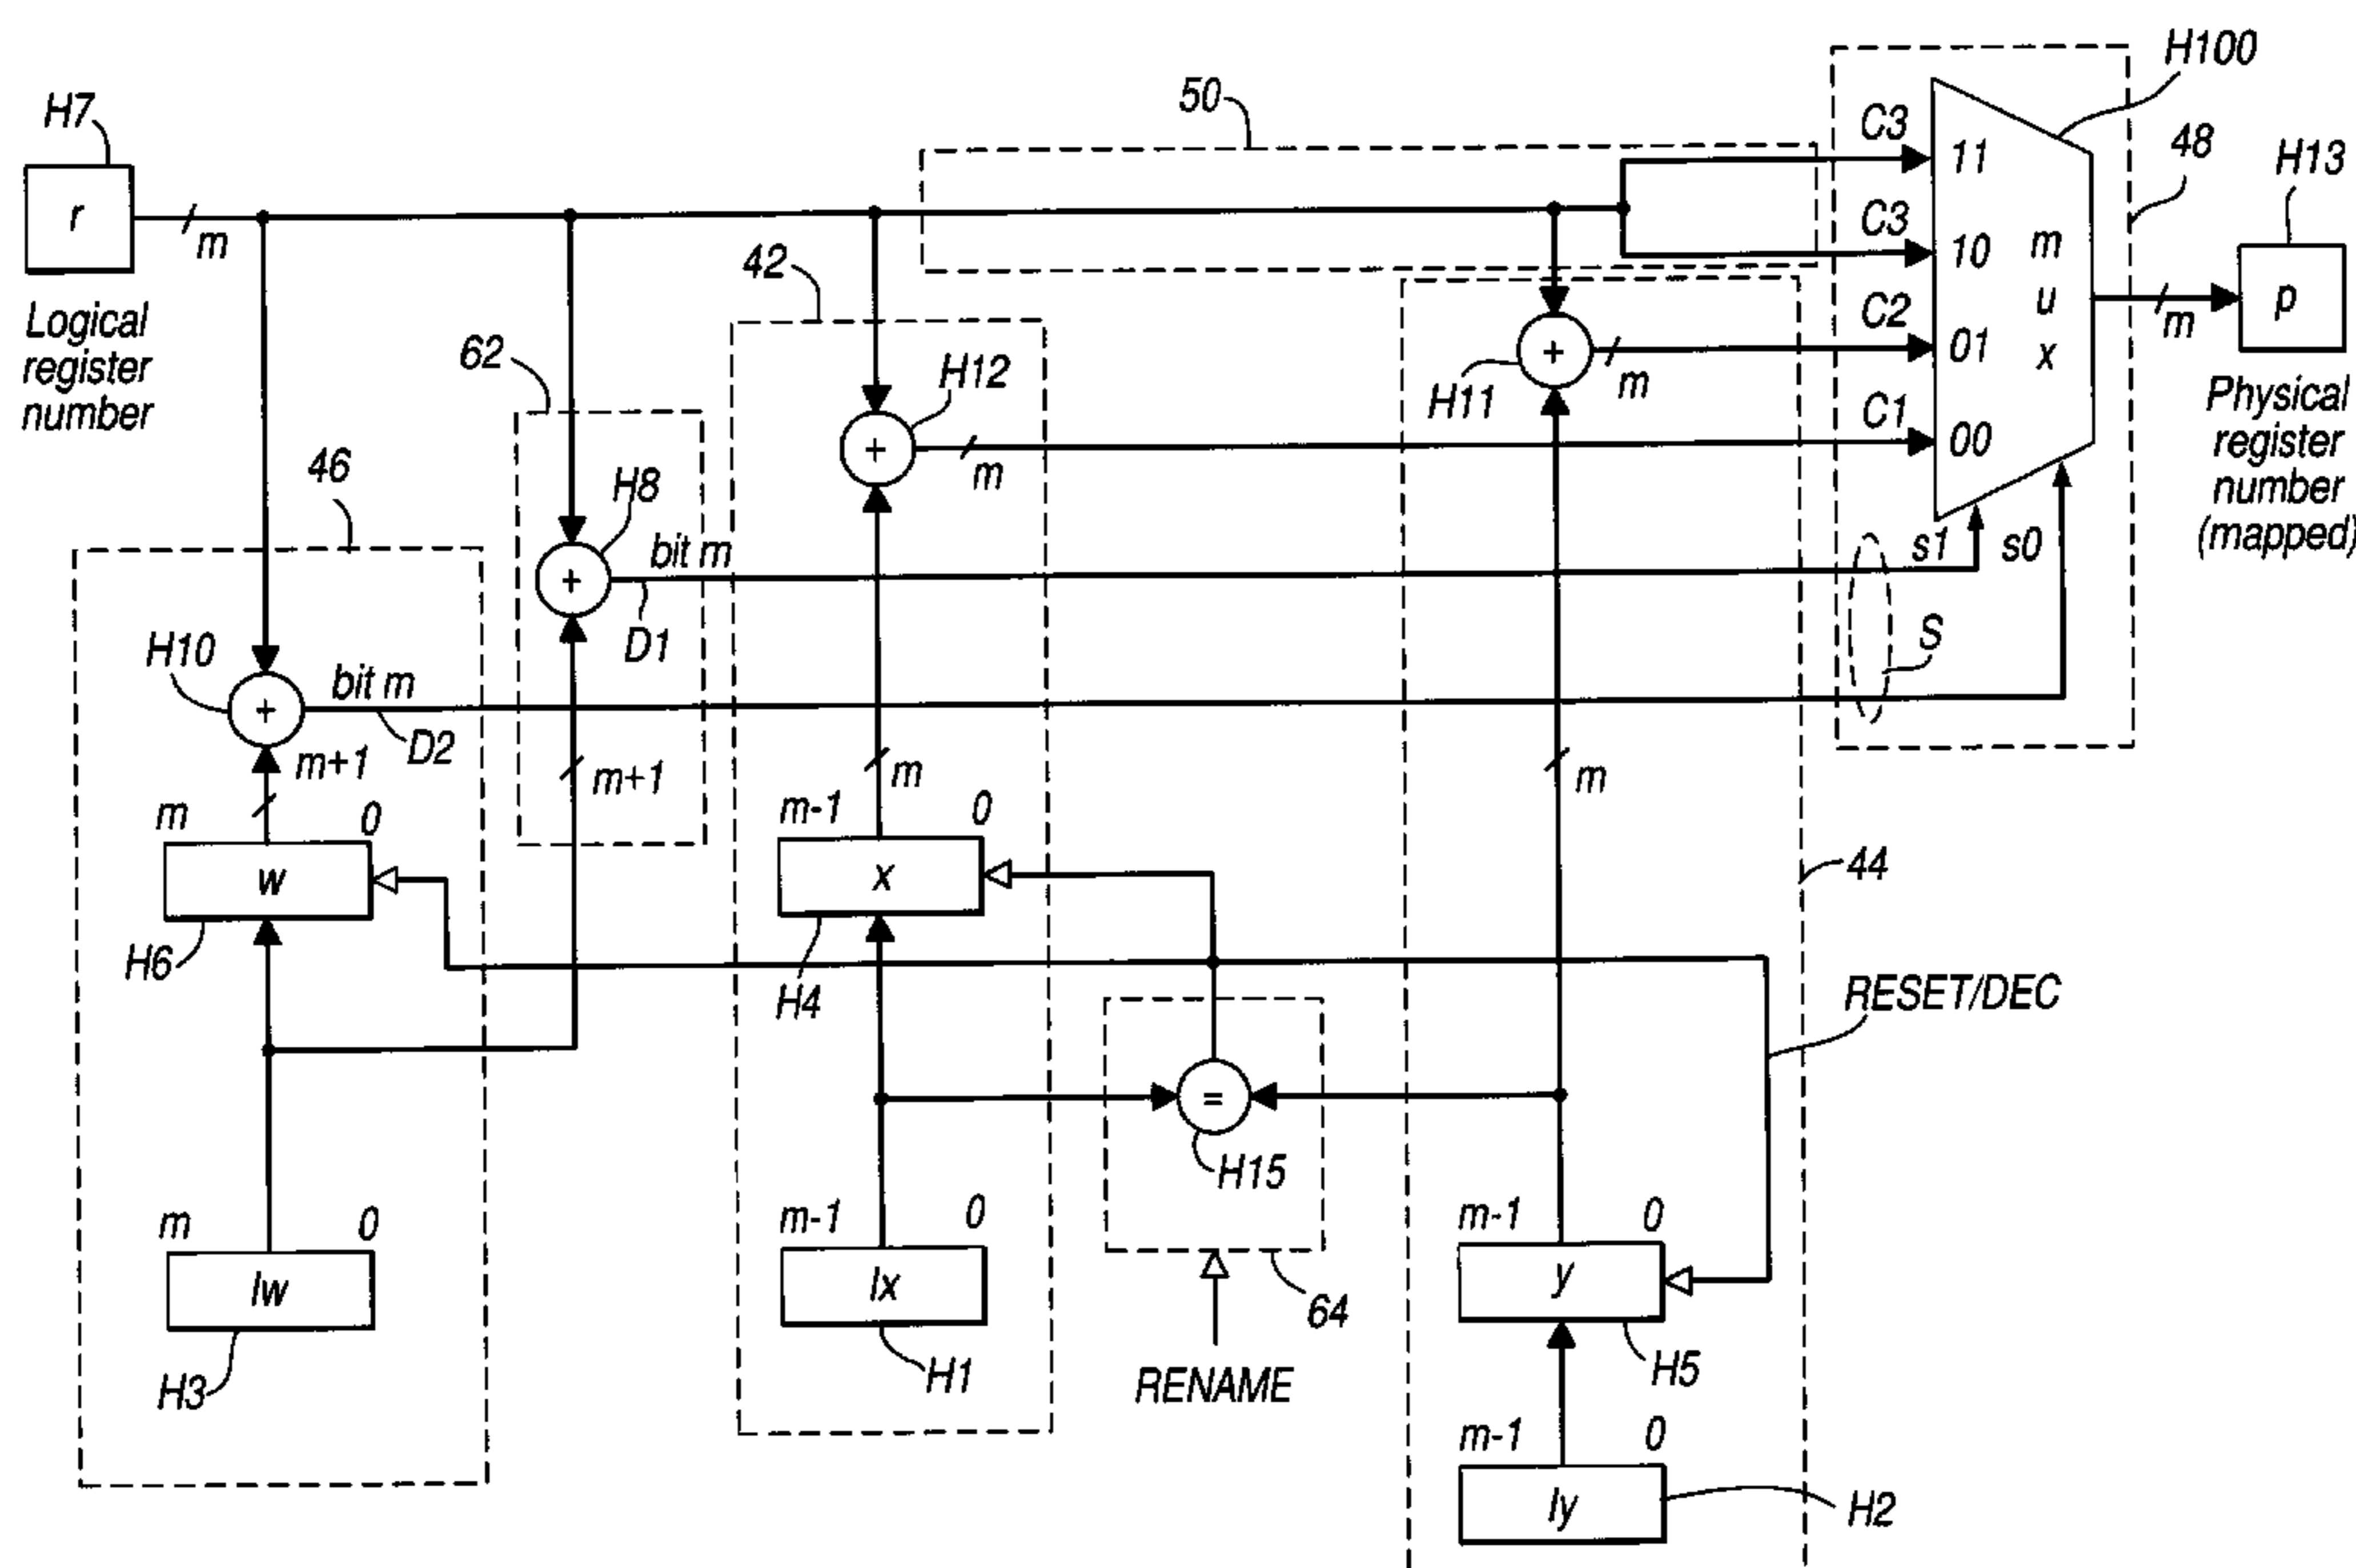 H100
50
H7
C3
11
48
H13
r
m
C3
10
m
u
x
42
p
m
Logical
register
number
62
H12
+
H11
m
C2
01
Physical
register
number
(mapped)
C1
00
46
+
m
H8
bit m
s1
s0
+
D1
S
H10
bit m
+
D2
m+1
m+1
m
m
m
0
m-1
0
w
x
44
H6
H4
RESET/DEC
=
H15
m
0
m-1
0
m-1
0
Iw
Ix
y
64
H3
H1
RENAME
H5
m-1
0
Iy
H2